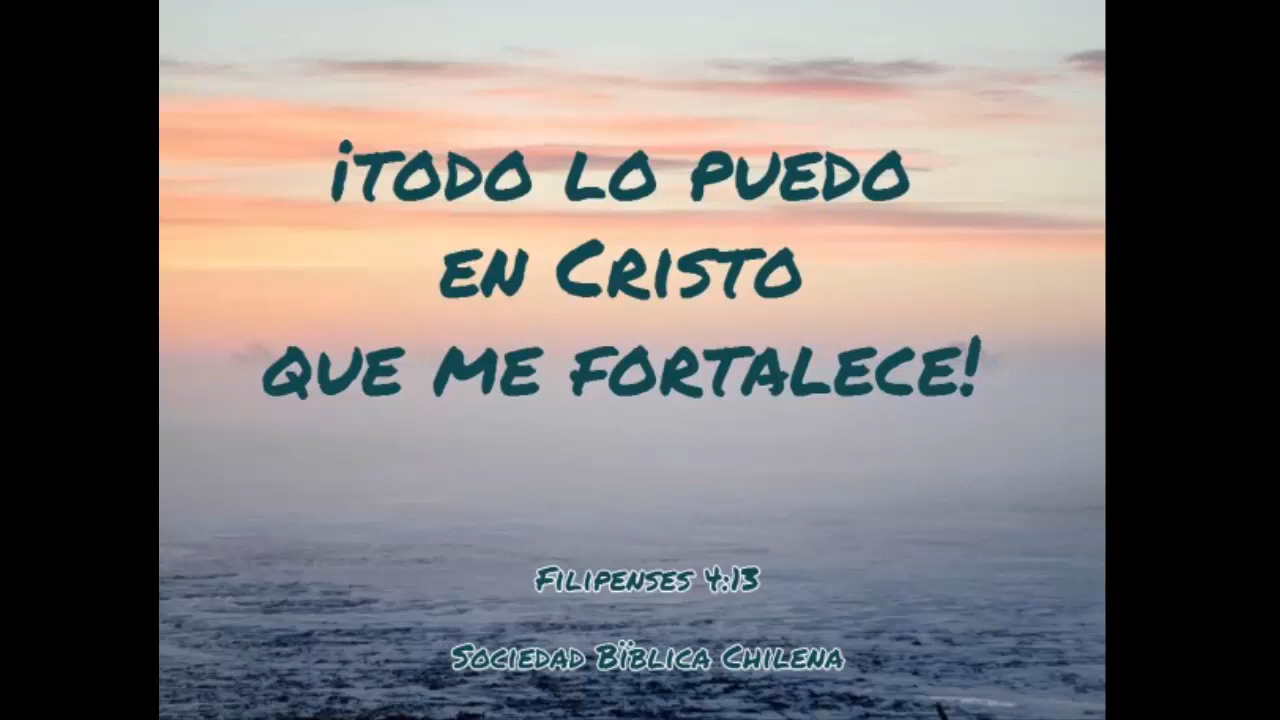 ¡TODO LO PUEDO
EN CRISTO
QUE ME FORTALECE!
FILIPENSES 4:13
SOCIEDAD BÏBLICA CHILENA